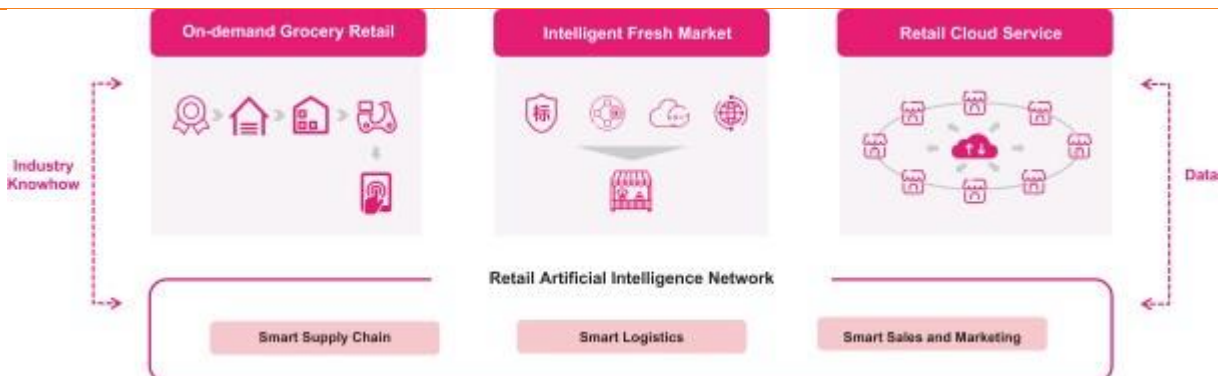 On-demand Grocery Retail
Intelligent Fresh Market
Retail Cloud Service
标
Industry
Knowhow
Data
Retail Artificial Intelligence Network
Smart Supply Chain
Smart Logistics
Smart Sales and Marketing